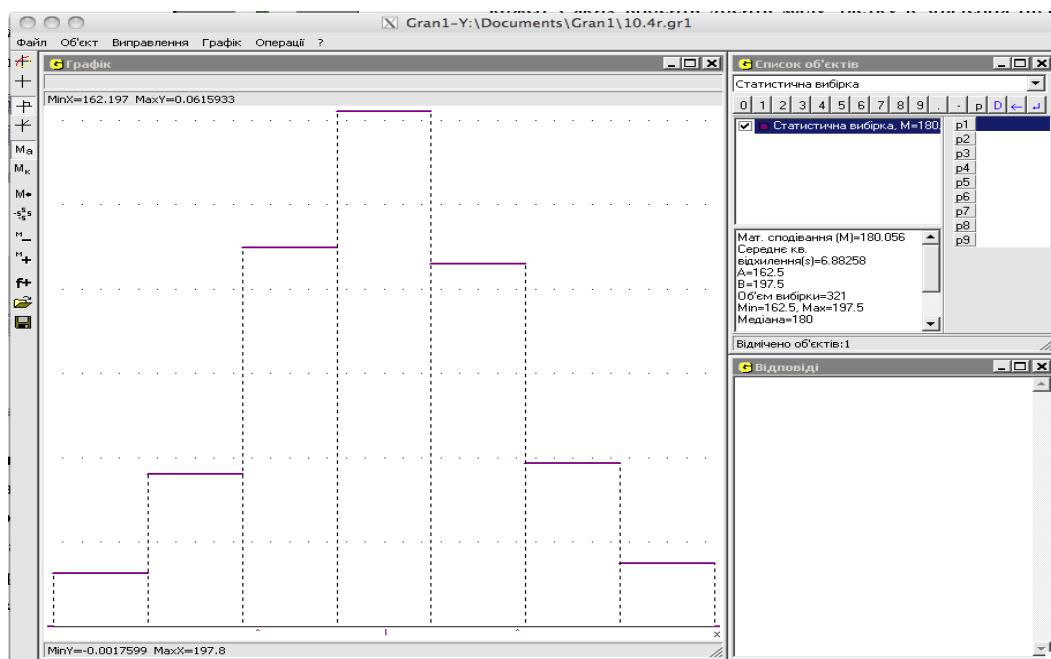 Gran1-Y:\Documents\Gran1\10.4r.gr1
Файл Об'єкт Виправлення Графік Операції ?
Графік
MinX=162.197 MaxY=0.0615933
x
MinY=-0.0017599 MaxX=197.8
Список об'єктів
Статистична вибірка
0 1 2 3 4 5 6 7 8 9 . - p D
Статистична вибірка, M=180.
p1
p2
p3
p4
p5
p6
p7
p8
p9
Мат. сподівання (M)=180.056
Середнє кв.
відхилення(s)=6.88258
A=162.5
B=197.5
Об'єм вибірки=321
Min=162.5, Max=197.5
Медіана=180
Відмічено об'єктів:1
Відповіді
Ma
Mк
f+